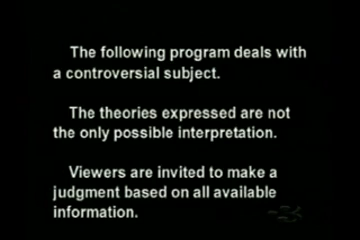 The following program deals with
a controversial subject.
The theories expressed are not
the only possible interpretation.
Viewers are invited to make a
judgment based on all available
information.